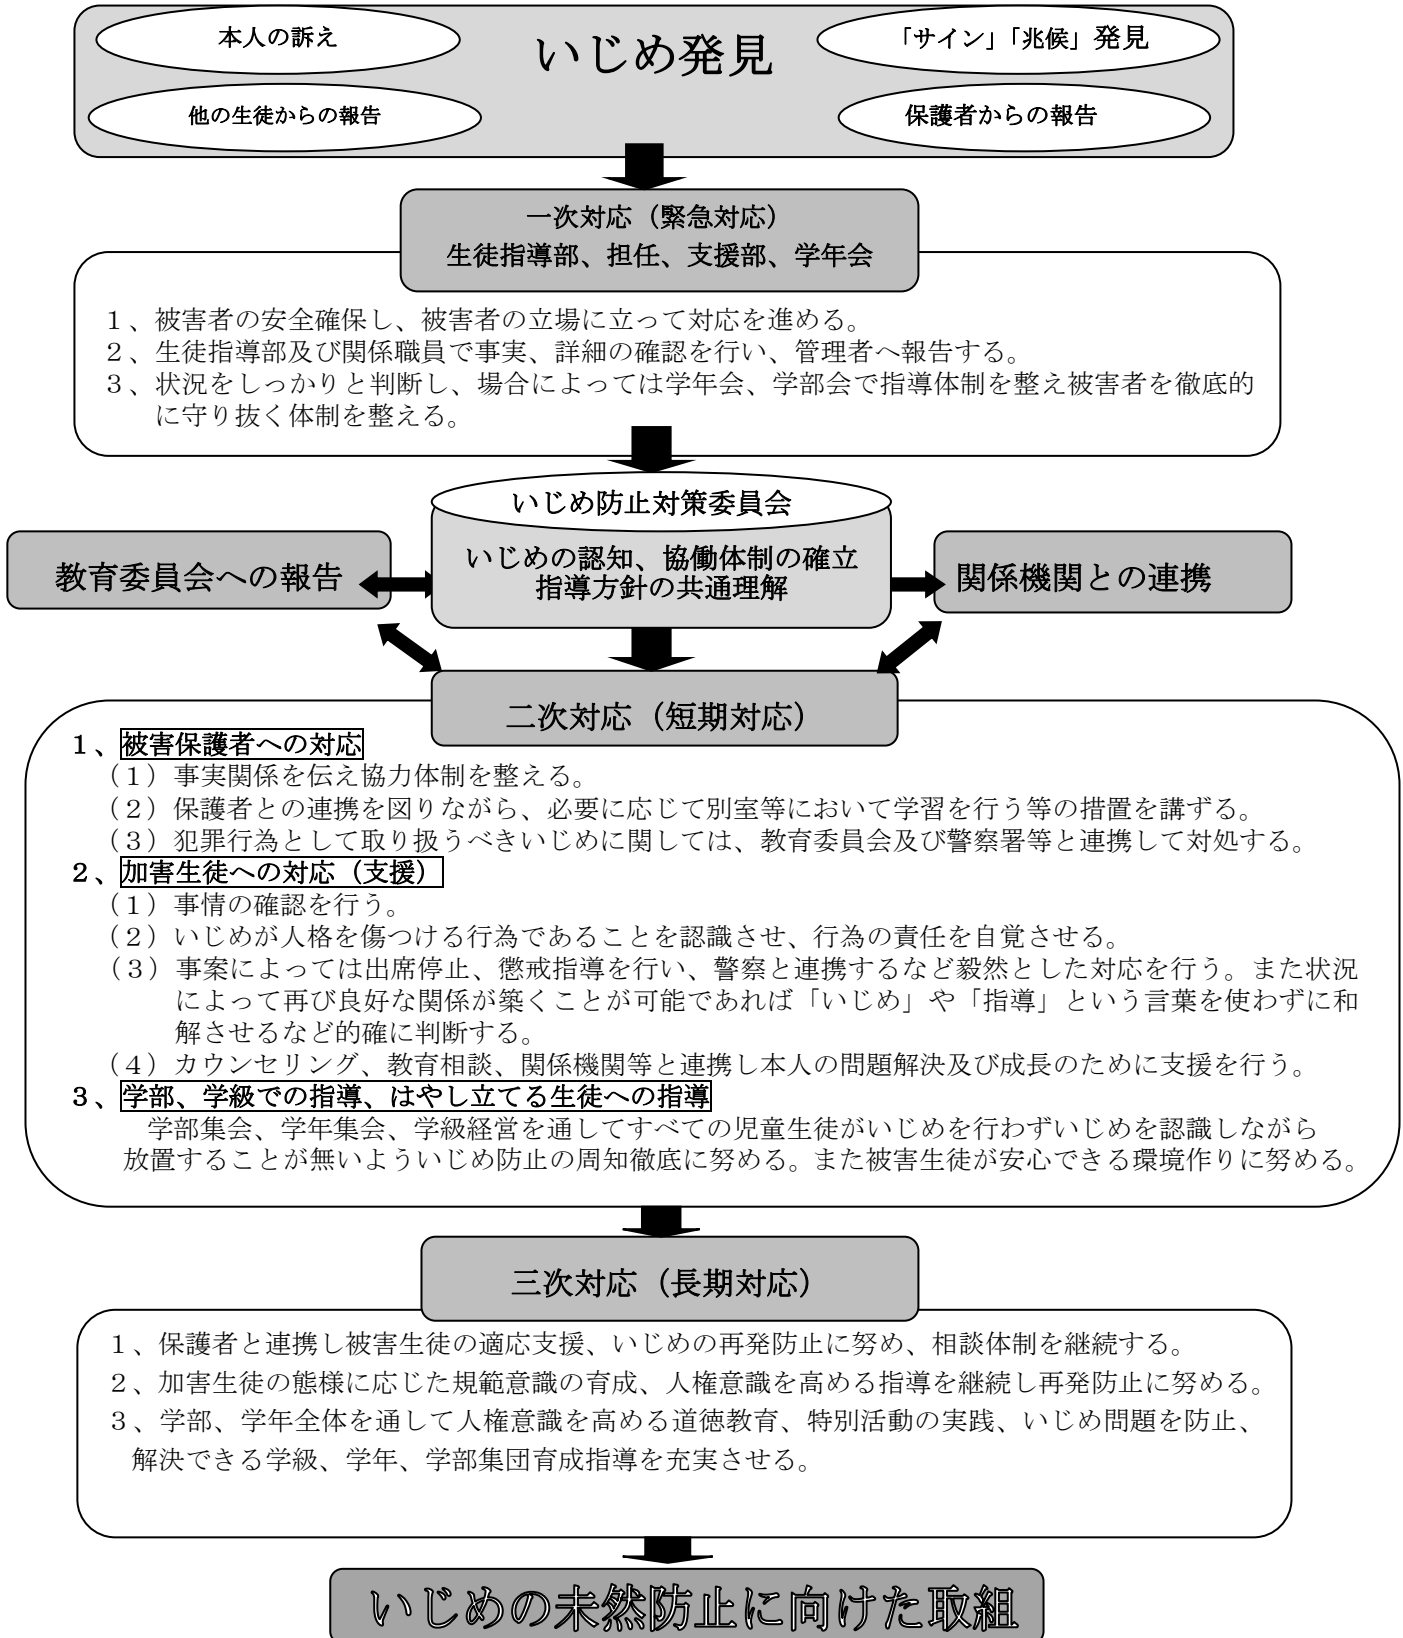 本人の訴え
いじめ発見
「サイン」「兆候」発見
他の生徒からの報告
保護者からの報告
一次対応（緊急対応）
生徒指導部、担任、支援部、学年会
１、被害者の安全確保し、被害者の立場に立って対応を進める。
２、生徒指導部及び関係職員で事実、詳細の確認を行い、管理者へ報告する。
３、状況をしっかりと判断し、場合によっては学年会、学部会で指導体制を整え被害者を徹底的
に守り抜く体制を整える。
いじめ防止対策委員会
いじめの認知、協働体制の確立
指導方針の共通理解
教育委員会への報告
関係機関との連携
二次対応（短期対応）
１、被害保護者への対応
（１）事実関係を伝え協力体制を整える。
（２）保護者との連携を図りながら、必要に応じて別室等において学習を行う等の措置を講ずる。
（３）犯罪行為として取り扱うべきいじめに関しては、教育委員会及び警察署等と連携して対処する。
２、加害生徒への対応（支援）
（１）事情の確認を行う。
（２）いじめが人格を傷つける行為であることを認識させ、行為の責任を自覚させる。
（３）事案によっては出席停止、懲戒指導を行い、警察と連携するなど毅然とした対応を行う。また状況
によって再び良好な関係が築くことが可能であれば「いじめ」や「指導」という言葉を使わずに和
解させるなど的確に判断する。
（４）カウンセリング、教育相談、関係機関等と連携し本人の問題解決及び成長のために支援を行う。
３、学部、学級での指導、はやし立てる生徒への指導
学部集会、学年集会、学級経営を通してすべての児童生徒がいじめを行わずいじめを認識しながら
放置することが無いよういじめ防止の周知徹底に努める。また被害生徒が安心できる環境作りに努める。
三次対応（長期対応）
１、保護者と連携し被害生徒の適応支援、いじめの再発防止に努め、相談体制を継続する。
２、加害生徒の態様に応じた規範意識の育成、人権意識を高める指導を継続し再発防止に努める。
３、学部、学年全体を通して人権意識を高める道徳教育、特別活動の実践、いじめ問題を防止、
解決できる学級、学年、学部集団育成指導を充実させる。
いじめの未然防止に向けた取組